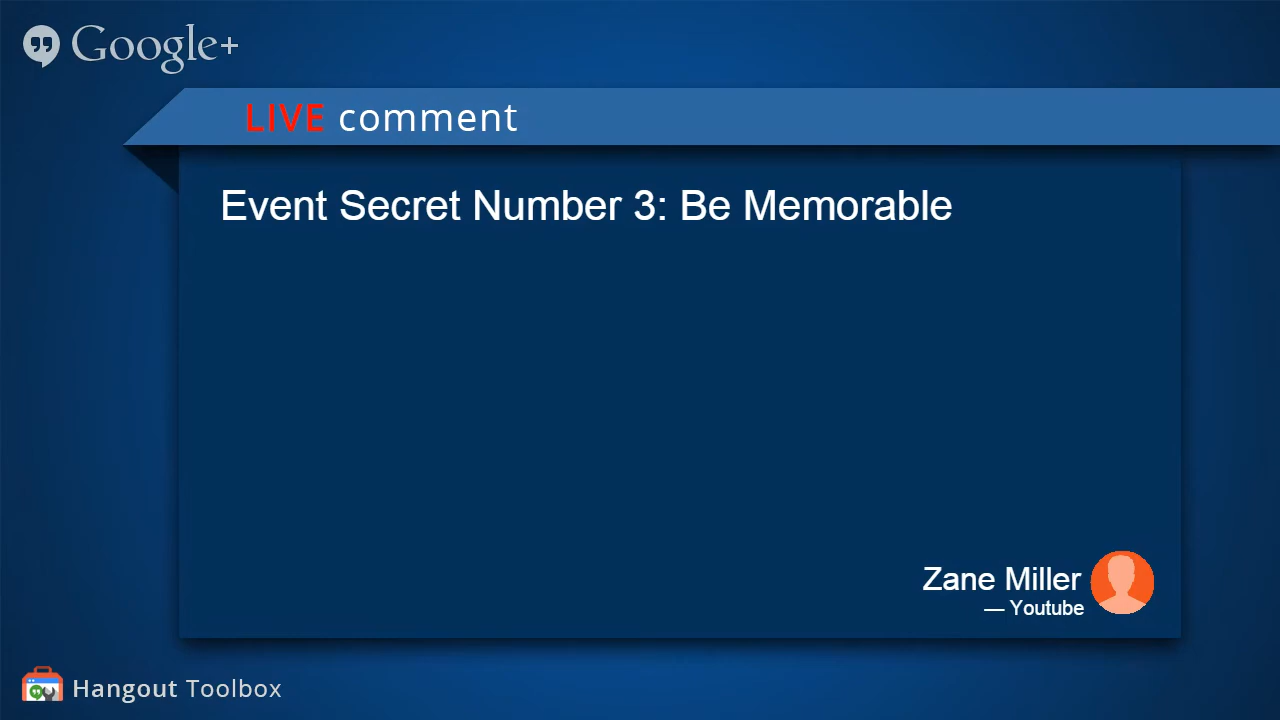 Google+
LIVE comment
Event Secret Number 3: Be Memorable
Zane Miller
— Youtube
Hangout Toolbox